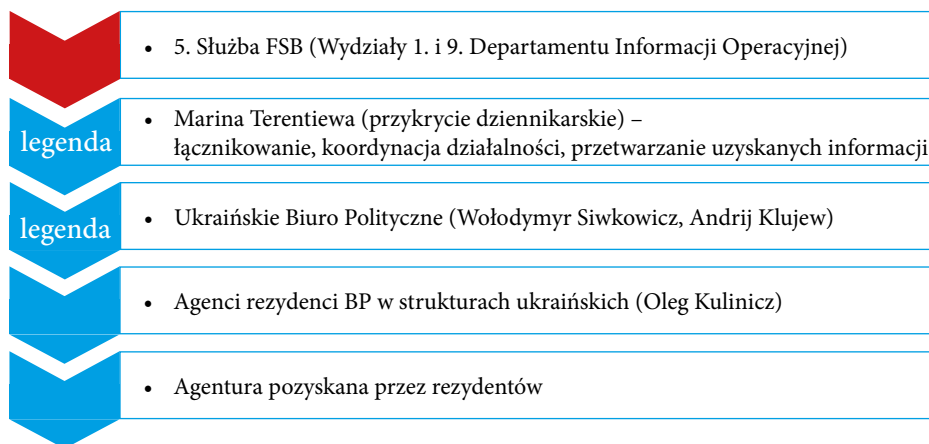 • 5. Służba FSB (Wydziały 1. i 9. Departamentu Informacji Operacyjnej)
legenda
• Marina Terentiewa (przykrycie dziennikarskie) –
łącznikowanie, koordynacja działalności, przetwarzanie uzyskanych informacji
legenda
• Ukraińskie Biuro Polityczne (Wołodymyr Siwkowicz, Andrij Klujew)
• Agenci rezydenci BP w strukturach ukraińskich (Oleg Kulinicz)
• Agentura pozyskana przez rezydentów